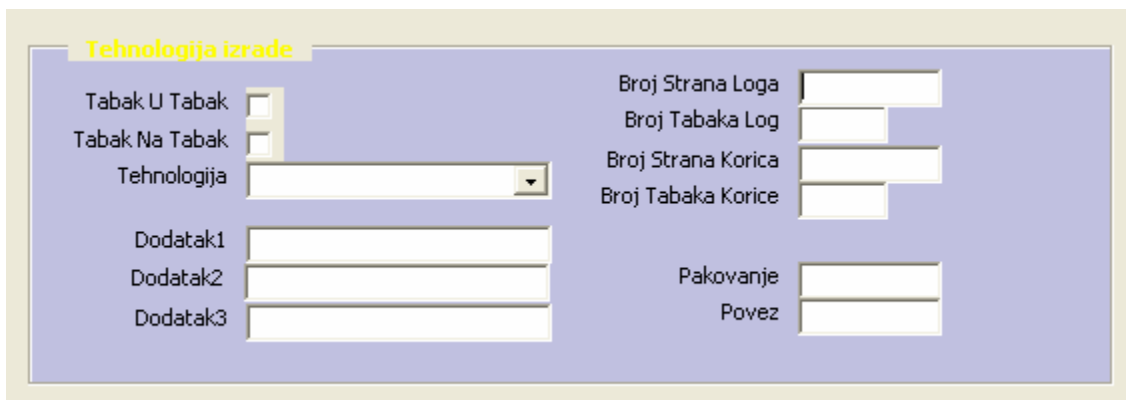 Tehnologija izrade
Tabak U Tabak
Tabak Na Tabak
Tehnologija
Dodatak1
Dodatak2
Dodatak3
Broj Strana Loga
Broj Tabaka Log
Broj Strana Korica
Broj Tabaka Korice
Pakovanje
Povez